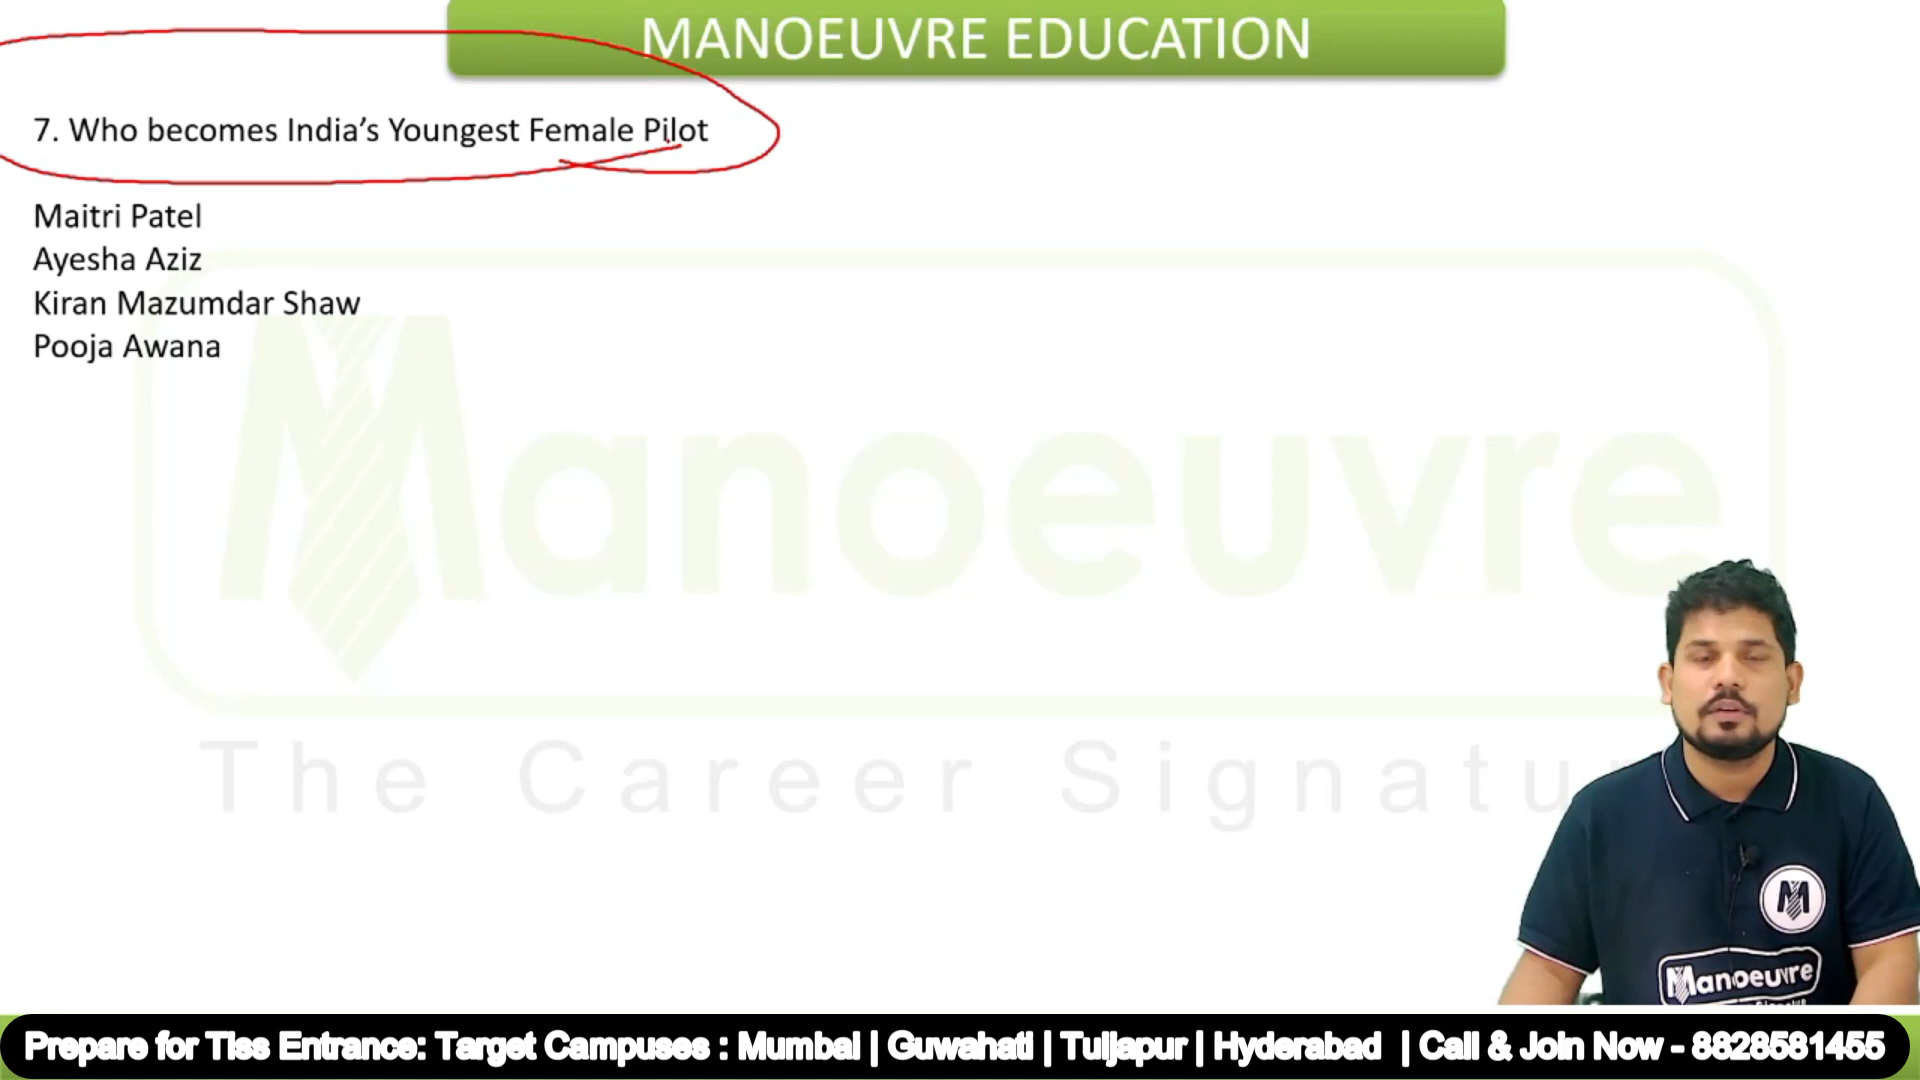 MANOEUVRE EDUCATION
7. Who becomes India's Youngest Female Pilot
Maitri Patel
Ayesha Aziz
Kiran Mazumdar Shaw
Pooja Awana
Manoeuvre
The Career Signatu
M
Manoeuvre
Prepare for Tiss Entrance: Target Campuses : Mumbai | Guwahati | Tuljapur | Hyderabad | Call & Join Now - 8828581455